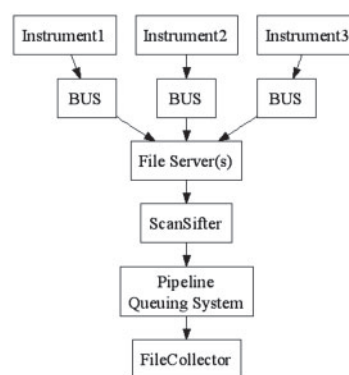 Instrument1
Instrument2
Instrument3
BUS
BUS
BUS
File Server(s)
ScanSifter
Pipeline
Queuing System
FileCollector